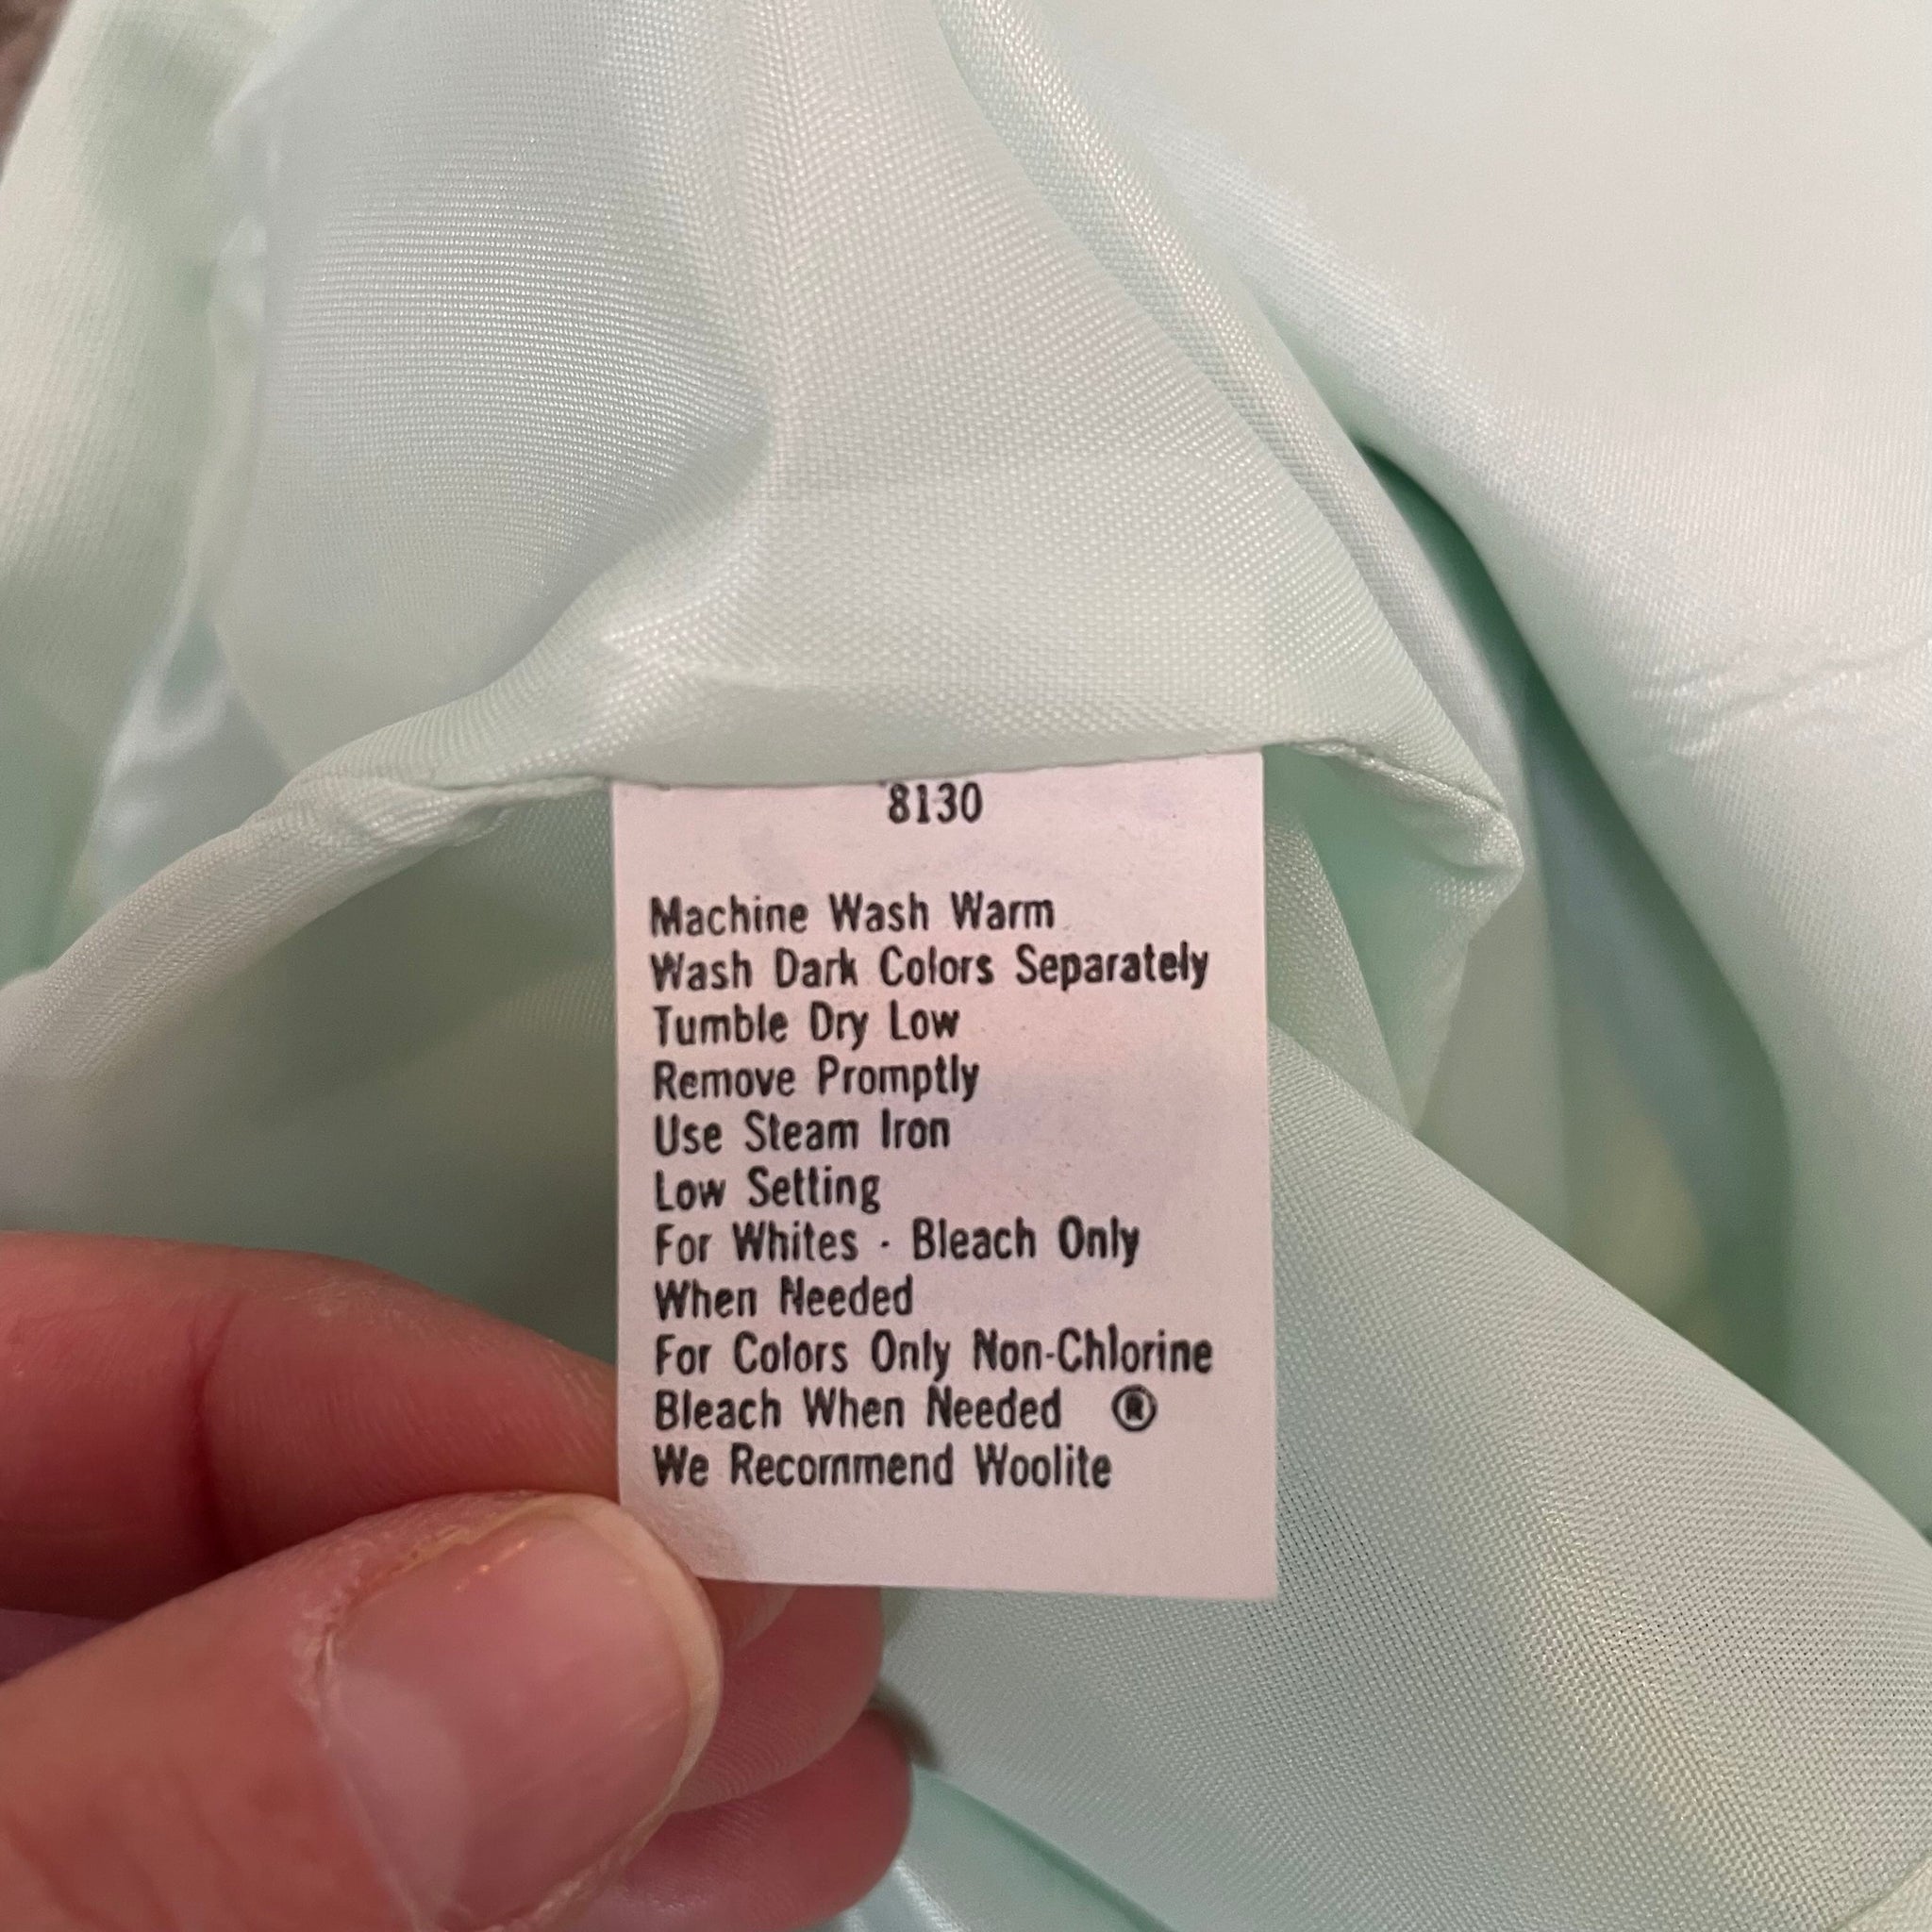 8130
Machine Wash Warm
Wash Dark Colors Separately
Tumble Dry Low
Remove Promptly
Use Steam Iron
Low Setting
For Whites - Bleach Only
When Needed
For Colors Only Non-Chlorine
Bleach When Needed ®
We Recommend Woolite